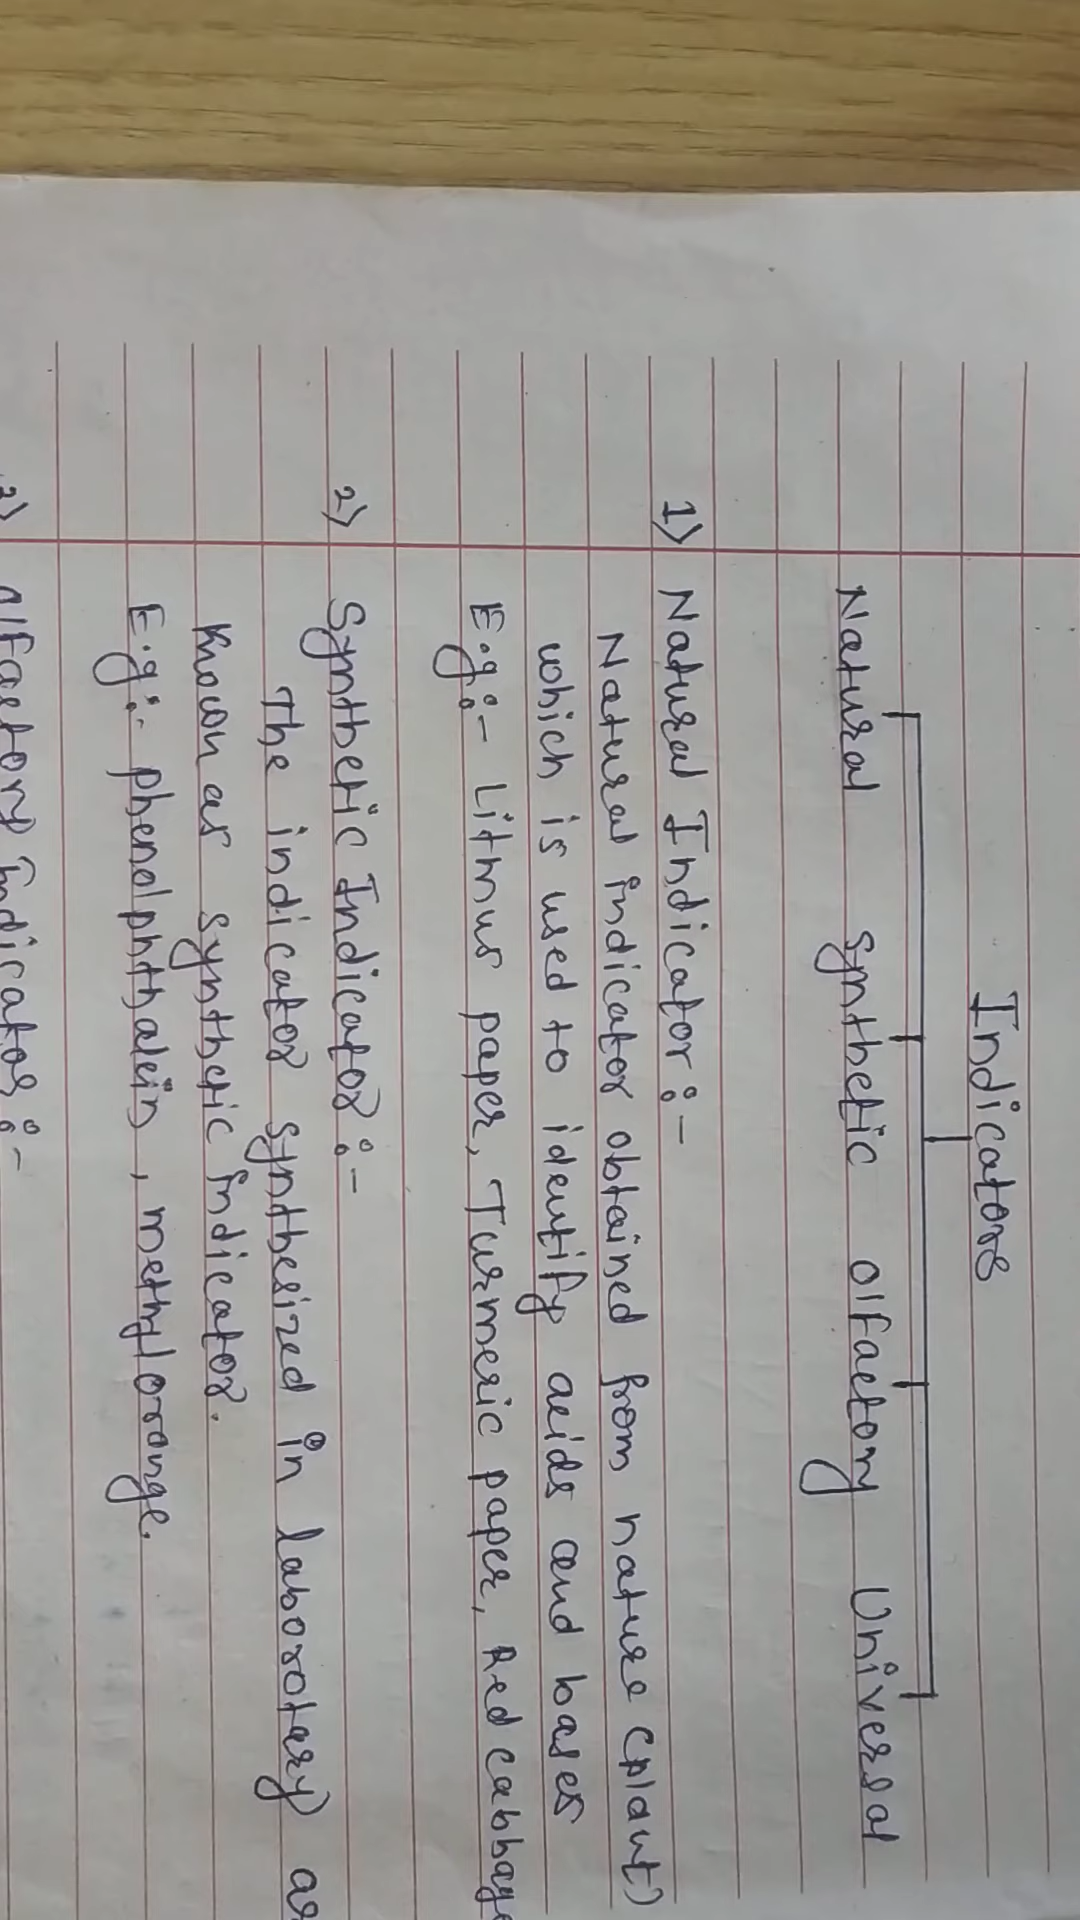 Indicators
Natural synthetic olfactory Universal
1) Natural Indicator :-
Natural indicator obtained from nature (plant)
which is used to identify acids and bases
E.g :- Litmus paper, Turmeric paper, Red cabbage
2) Synthetic Indicator :-
The indicator synthesized in laborotary as
known as synthetic indicator.
E.g :- phenolphthalein, methyl orange.
3) olfactory indicator :-